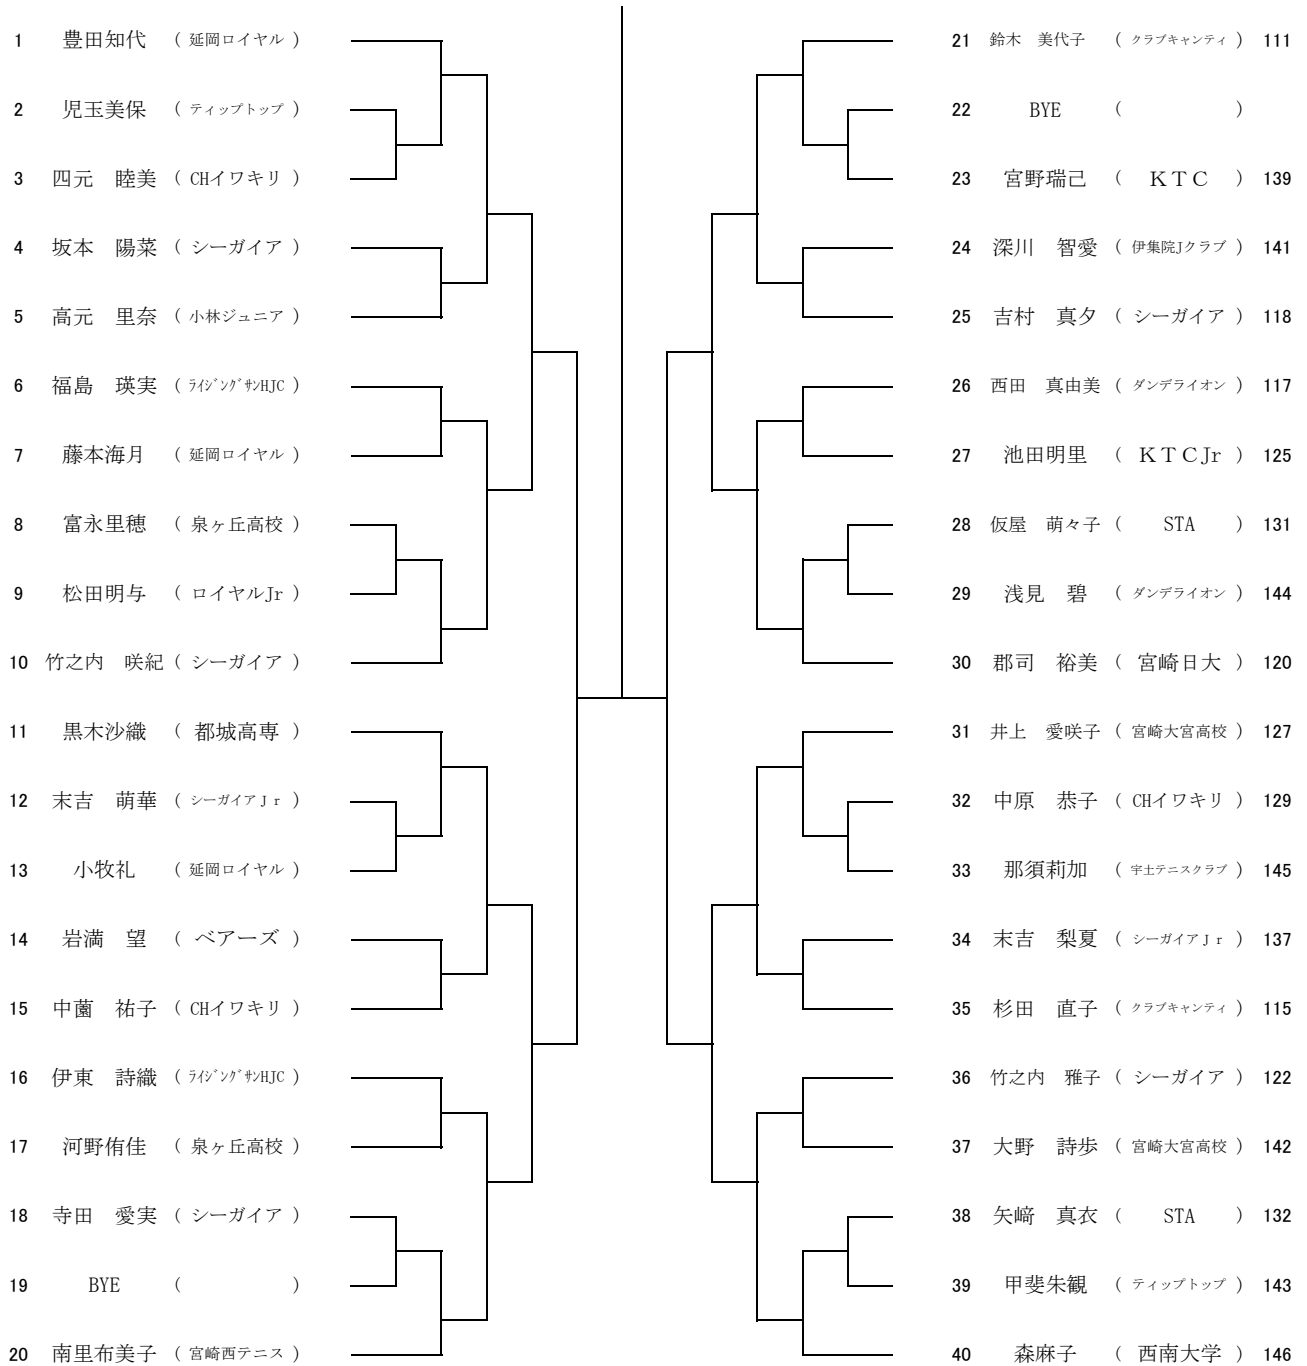 1 豊田知代 （ 延岡ロイヤル ）
2 児玉美保 （ ティップトップ ）
3 四元　睦美 （ CHイワキリ ）
4 坂本　陽菜 （ シーガイア ）
5 高元　里奈 （ 小林ジュニア ）
6 福島　瑛実 （ ﾗｲｼﾞﾝｸﾞｻﾝHJC ）
7 藤本海月 （ 延岡ロイヤル ）
8 富永里穂 （ 泉ヶ丘高校 ）
9 松田明与 （ ロイヤルJr ）
10 竹之内　咲紀 （ シーガイア ）
11 黒木沙織 （ 都城高専 ）
12 末吉　萌華 （ シーガイアＪｒ ）
13 小牧礼 （ 延岡ロイヤル ）
14 岩満　望 （ ベアーズ ）
15 中薗　祐子 （ CHイワキリ ）
16 伊東　詩織 （ ﾗｲｼﾞﾝｸﾞｻﾝHJC ）
17 河野侑佳 （ 泉ヶ丘高校 ）
18 寺田　愛実 （ シーガイア ）
19 BYE （ ）
20 南里布美子 （ 宮崎西テニス ）
21 鈴木　美代子 （ クラブキャンティ ） 111
22 BYE （ ）
23 宮野瑞己 （ ＫＴＣ ） 139
24 深川　智愛 （ 伊集院Jクラブ ） 141
25 吉村　真夕 （ シーガイア ） 118
26 西田　真由美 （ ダンデライオン ） 117
27 池田明里 （ ＫＴＣJr ） 125
28 仮屋　萌々子 （ STA ） 131
29 浅見　碧 （ ダンデライオン ） 144
30 郡司　裕美 （ 宮崎日大 ） 120
31 井上　愛咲子 （ 宮崎大宮高校 ） 127
32 中原　恭子 （ CHイワキリ ） 129
33 那須莉加 （ 宇土テニスクラブ ） 145
34 末吉　梨夏 （ シーガイアＪｒ ） 137
35 杉田　直子 （ クラブキャンティ ） 115
36 竹之内　雅子 （ シーガイア ） 122
37 大野　詩歩 （ 宮崎大宮高校 ） 142
38 矢﨑　真衣 （ STA ） 132
39 甲斐朱観 （ ティップトップ ） 143
40 森麻子 （ 西南大学 ） 146